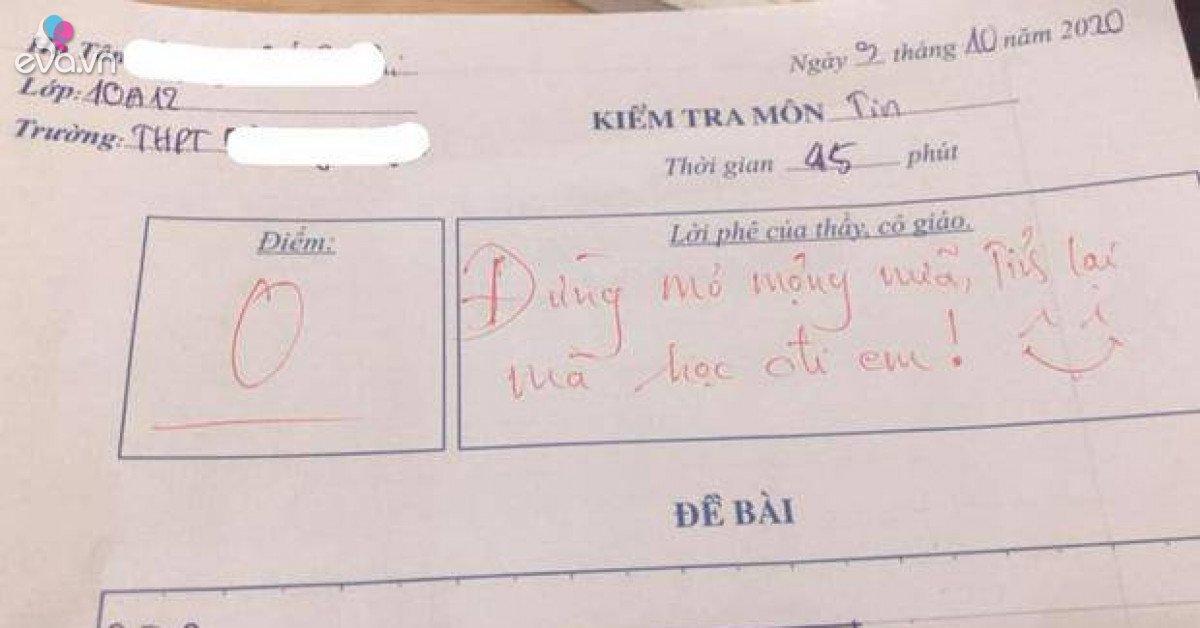 eva.vn
Họ Tên
Lớp: 10A12
Trường: THPT
Ngày 9 tháng 10 năm 2020
KIỂM TRA MÔN Tin
Thời gian 45 phút
Điểm:
0
Lời phê của thầy, cô giáo.
Đừng mơ mộng nữa, Tỉnh lại
mà học đi em!
ĐỀ BÀI